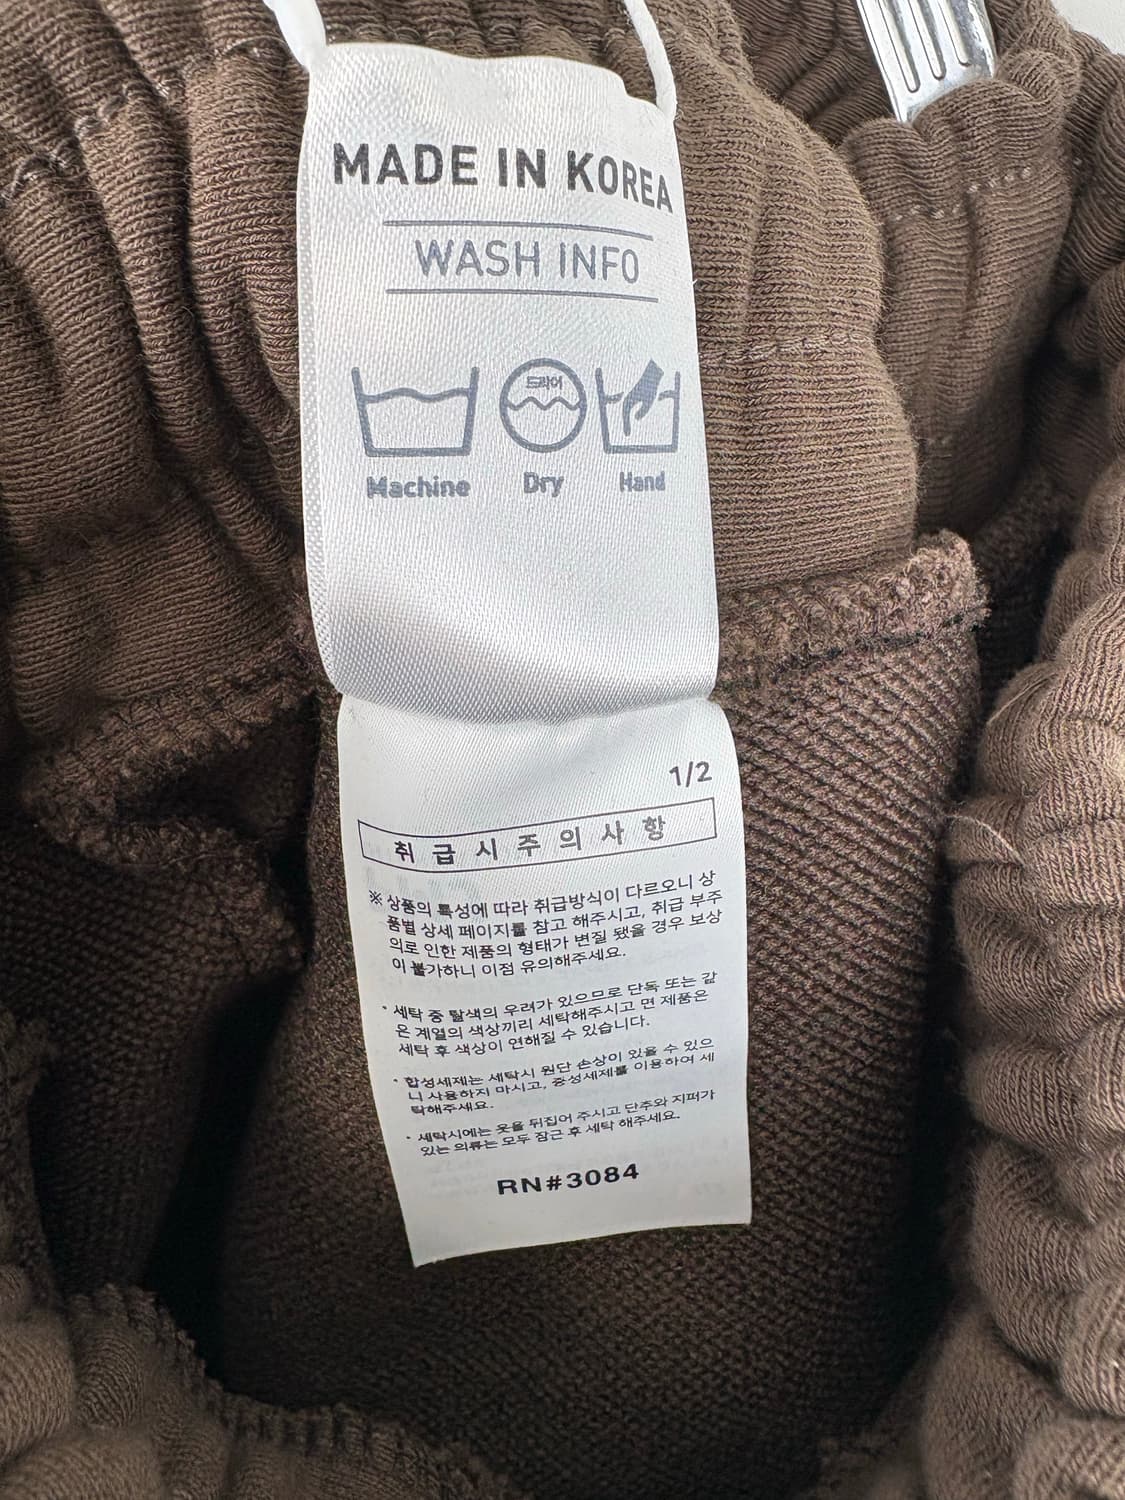 MADE IN KOREA
WASH INFO
드라이
Machine
Dry
Hand
1/2
취급시주의사항
※ 상품의 특성에 따라 취급방식이 다르오니 상
품별 상세 페이지를 참고 해주시고, 취급 부주
의로 인한 제품의 형태가 변질 됐을 경우 보상
이 불가하니 이점 유의해주세요.
* 세탁 중 탈색의 우려가 있으므로 단독 또는 같
은 계열의 색상끼리 세탁해주시고 면 제품은
세탁 후 색상이 연해질 수 있습니다.
* 합성세제는 세탁시 원단 손상이 있을 수 있으
니 사용하지 마시고, 중성세제를 이용하여 세
탁해주세요.
* 세탁시에는 옷을 뒤집어 주시고 단추와 지퍼가
있는 의류는 모두 잠근 후 세탁 해주세요.
RN#3084